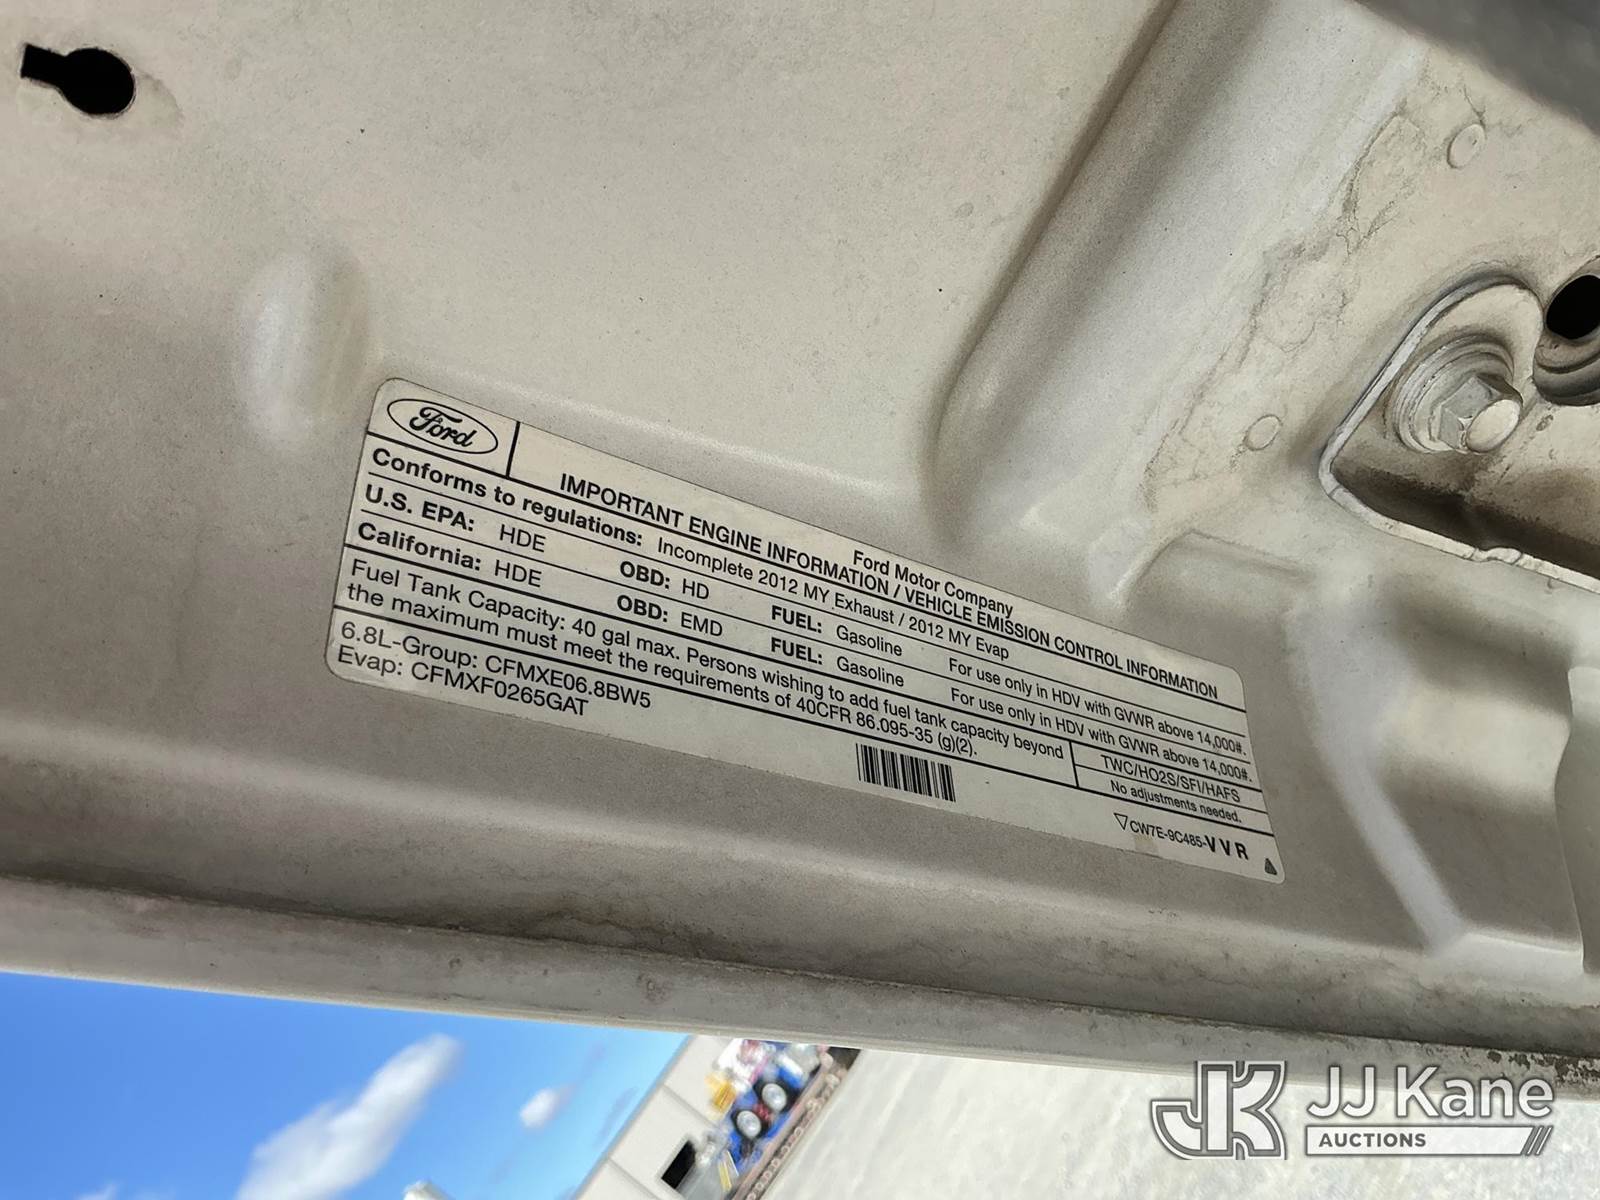 Ford
Ford Motor Company
IMPORTANT ENGINE INFORMATION / VEHICLE EMISSION CONTROL INFORMATION
Conforms to regulations: Incomplete 2012 MY Exhaust / 2012 MY Evap
U.S. EPA: HDE OBD: HD FUEL: Gasoline For use only in HDV with GVWR above 14,000#.
California: HDE OBD: EMD FUEL: Gasoline For use only in HDV with GVWR above 14,000#.
Fuel Tank Capacity: 40 gal max. Persons wishing to add fuel tank capacity beyond
the maximum must meet the requirements of 40CFR 86.095-35 (g)(2).
TWC/HO2S/SFI/HAFS
No adjustments needed.
6.8L-Group: CFMXE06.8BW5
Evap: CFMXF0265GAT
CW7E-9C485-VVR
JK JJ Kane
AUCTIONS